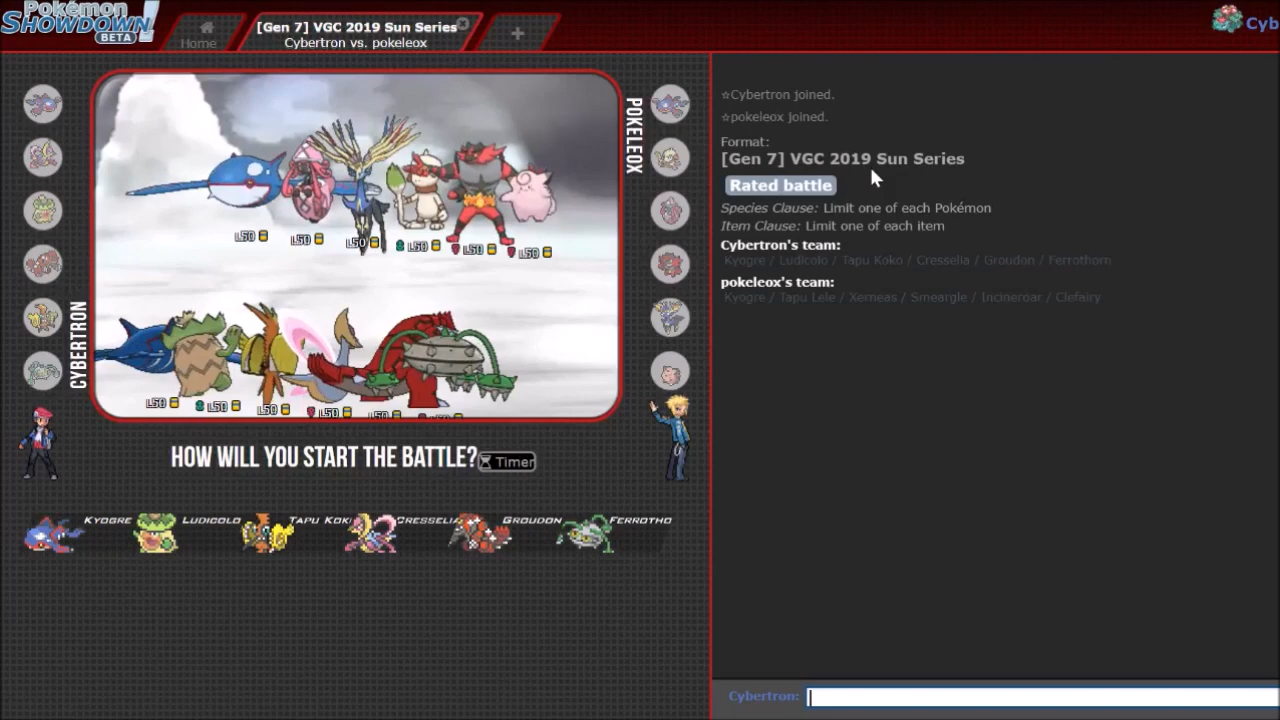 Pokémon
SHOWDOWN!
BETA
Home
[Gen 7] VGC 2019 Sun Series
Cybertron vs. pokeleox
+
Cyb
POKELEOX
CYBERTRON
L50
L50
L50
L50
L50
L50
L50
L50
L50
L50
L50
HOW WILL YOU START THE BATTLE?
Timer
KYOGRE
LUDICOLO
TAPU KOK
CRESSELIA
GROUDON
FERROTHO
☆Cybertron joined.
☆pokeleox joined.
Format:
[Gen 7] VGC 2019 Sun Series
Rated battle
Species Clause: Limit one of each Pokémon
Item Clause: Limit one of each item
Cybertron's team:
Kyogre / Ludicolo / Tapu Koko / Cresselia / Groudon / Ferrothorn
pokeleox's team:
Kyogre / Tapu Lele / Xerneas / Smeargle / Incineroar / Clefairy
Cybertron: